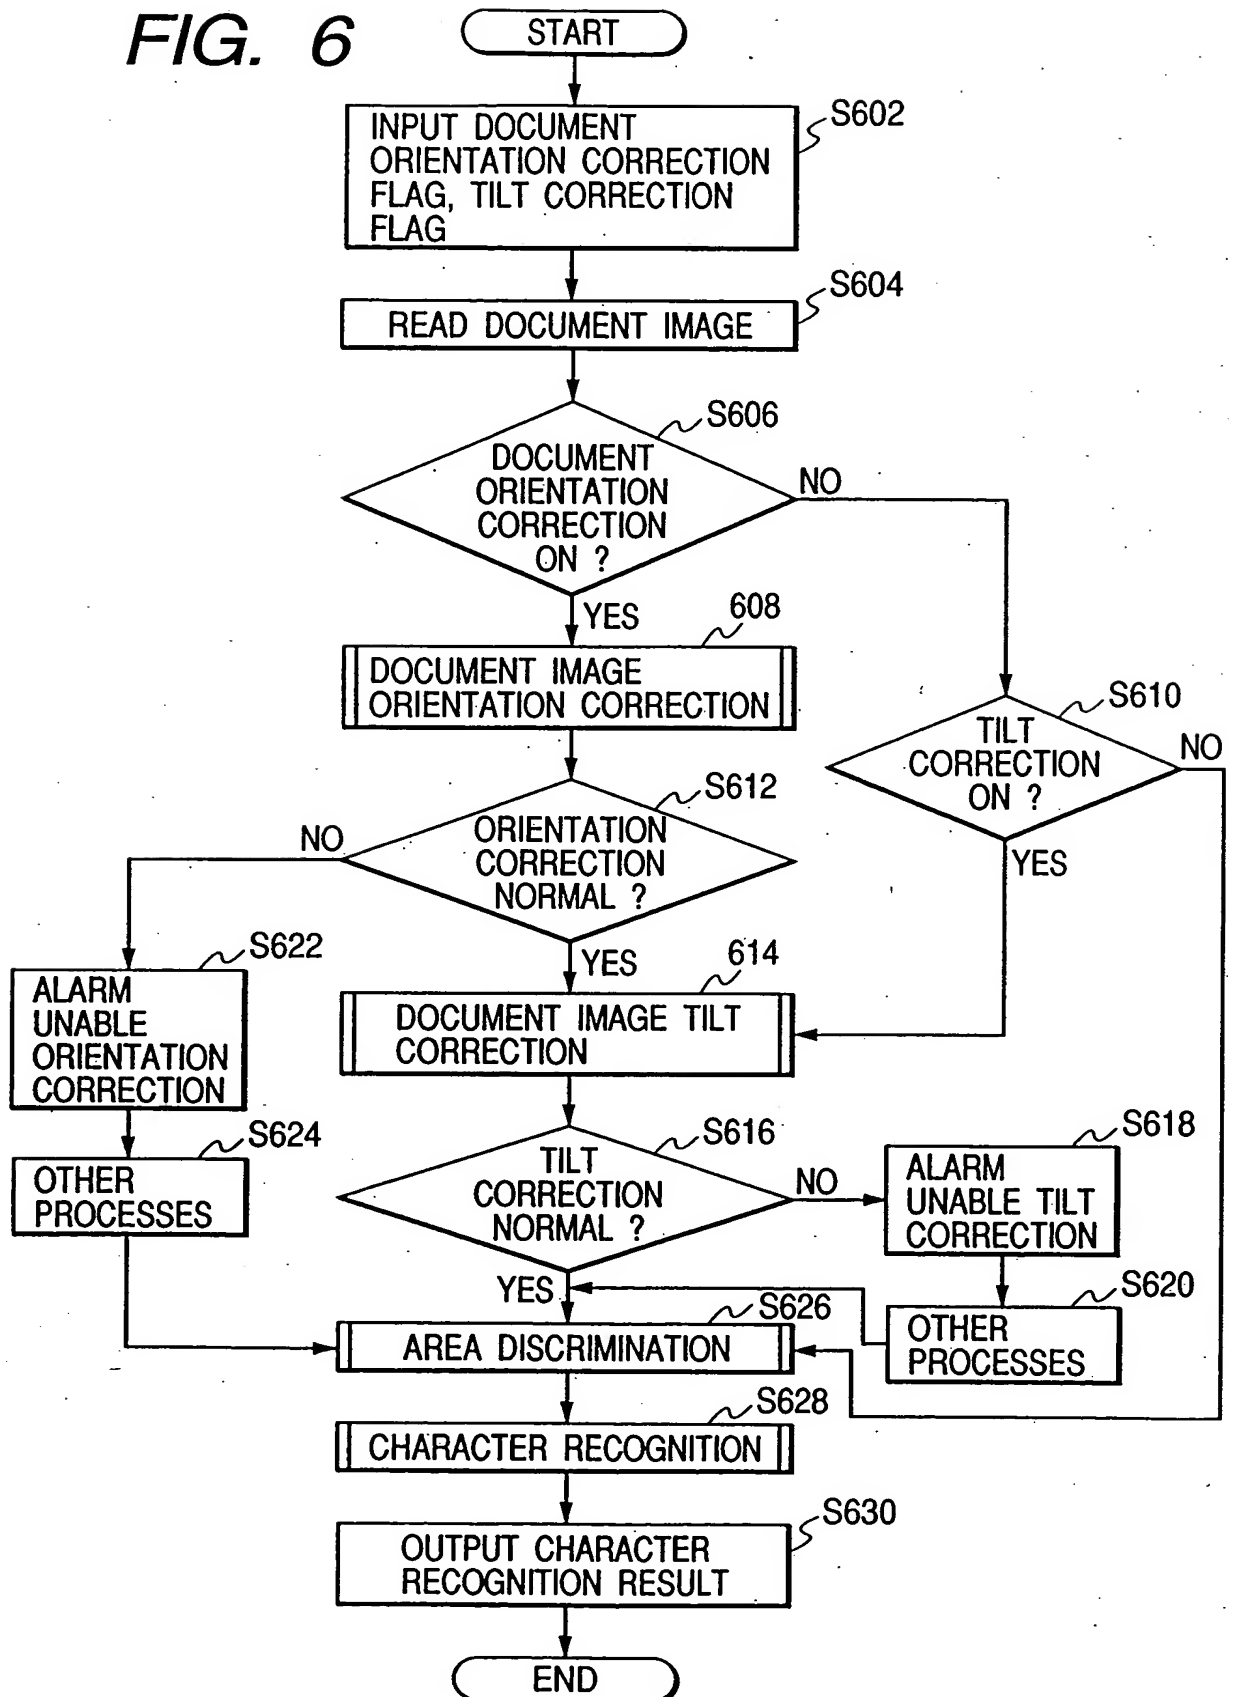 FIG. 6
START
S602
INPUT DOCUMENT
ORIENTATION CORRECTION
FLAG, TILT CORRECTION
FLAG
S604
READ DOCUMENT IMAGE
S606
DOCUMENT
ORIENTATION
CORRECTION
ON ?
NO
YES
608
DOCUMENT IMAGE
ORIENTATION CORRECTION
S610
TILT
CORRECTION
ON ?
NO
YES
S612
ORIENTATION
CORRECTION
NORMAL ?
NO
YES
S622
ALARM
UNABLE
ORIENTATION
CORRECTION
614
DOCUMENT IMAGE TILT
CORRECTION
S624
OTHER
PROCESSES
S616
TILT
CORRECTION
NORMAL ?
NO
YES
S618
ALARM
UNABLE TILT
CORRECTION
S620
OTHER
PROCESSES
S626
AREA DISCRIMINATION
S628
CHARACTER RECOGNITION
S630
OUTPUT CHARACTER
RECOGNITION RESULT
END